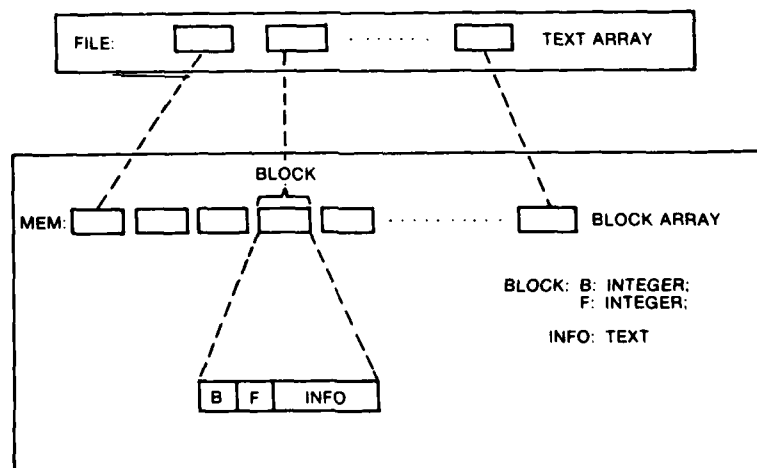 FILE: TEXT ARRAY
BLOCK
MEM: BLOCK ARRAY
BLOCK: B: INTEGER;
F: INTEGER;
INFO: TEXT
B F INFO